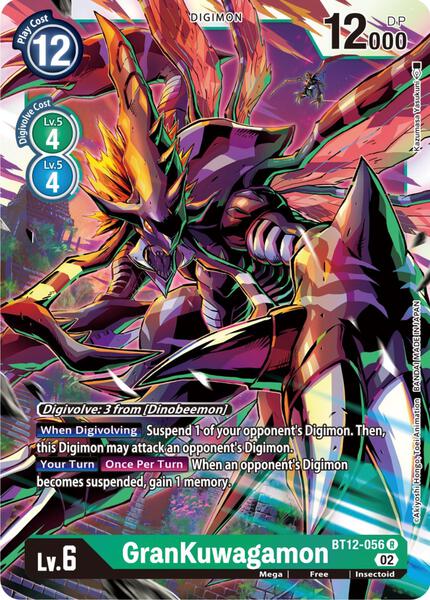 DIGIMON
Play Cost
12
12000
DP
Digivolve Cost
Lv.5
4
Lv.5
4
Kazumasa Yasukuni
©Akiyoshi Hongo, Toei Animation BANDAI MADE IN JAPAN
Digivolve: 3 from [Dinobeemon]
When Digivolving Suspend 1 of your opponent's Digimon. Then,
this Digimon may attack an opponent's Digimon.
Your Turn Once Per Turn When an opponent's Digimon
becomes suspended, gain 1 memory.
Lv.6
GranKuwagamon
BT12-056 R
02
Mega | Free | Insectoid